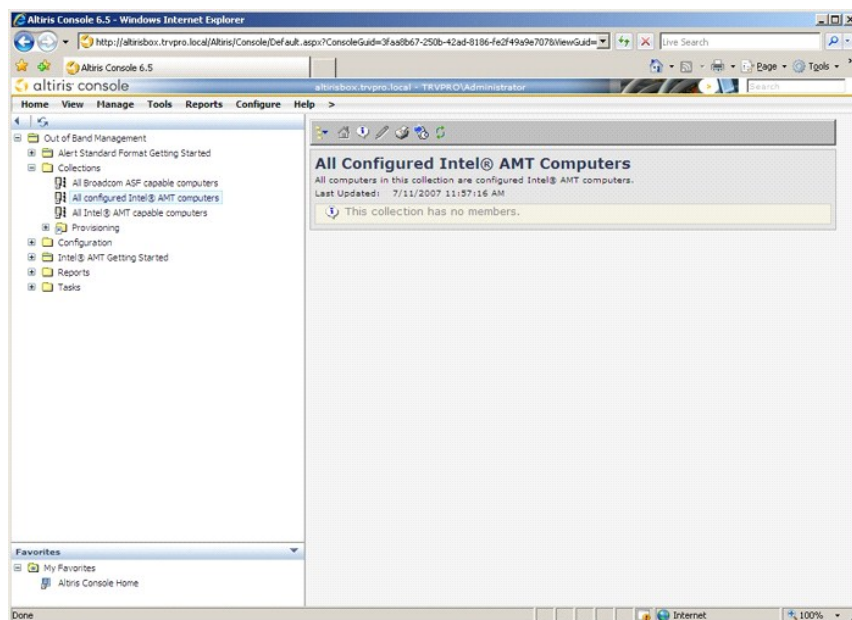 Altiris Console 6.5 - Windows Internet Explorer
http://altirisbox.trvpro.local/Altiris/Console/Default.aspx?ConsoleGuid=3faa8b67-250b-42ad-8186-fe2f49a9e707&ViewGuid=
Live Search
Altiris Console 6.5
Page
Tools
altiris console
altirisbox.trvpro.local - TRVPRO\Administrator
Search
Home View Manage Tools Reports Configure Help >
Out of Band Management
Alert Standard Format Getting Started
Collections
All Broadcom ASF capable computers
All configured Intel® AMT computers
All Intel® AMT capable computers
Provisioning
Configuration
Intel® AMT Getting Started
Reports
Tasks
All Configured Intel® AMT Computers
All computers in this collection are configured Intel® AMT computers.
Last Updated: 7/11/2007 11:57:16 AM
This collection has no members.
Favorites
My Favorites
Altiris Console Home
Done
Internet
100%